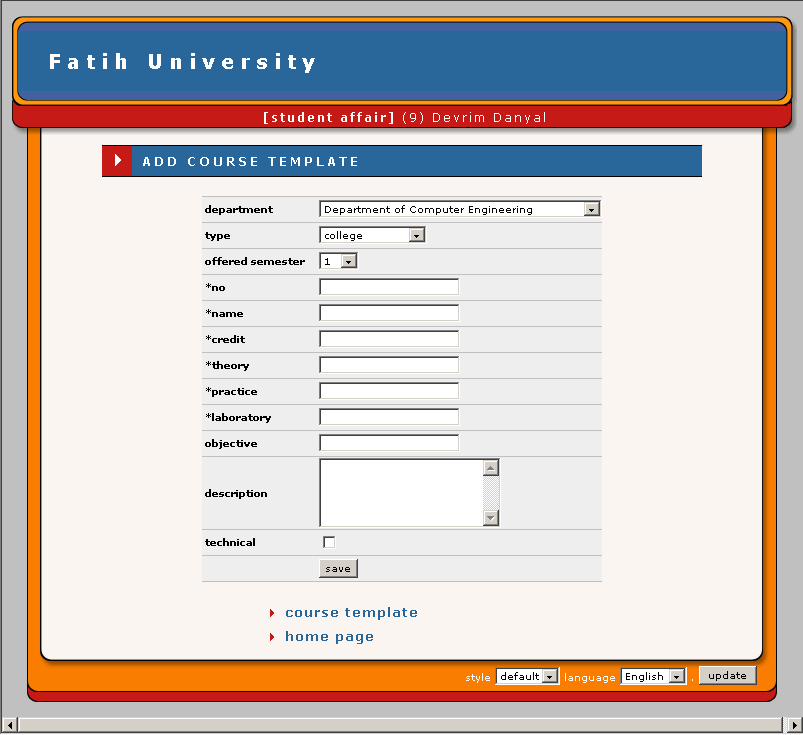 Fatih University
[student affair] (9) Devrim Danyal
ADD COURSE TEMPLATE
department Department of Computer Engineering
type college
offered semester 1
*no
*name
*credit
*theory
*practice
*laboratory
objective
description
technical
save
course template
home page
style default language English . update